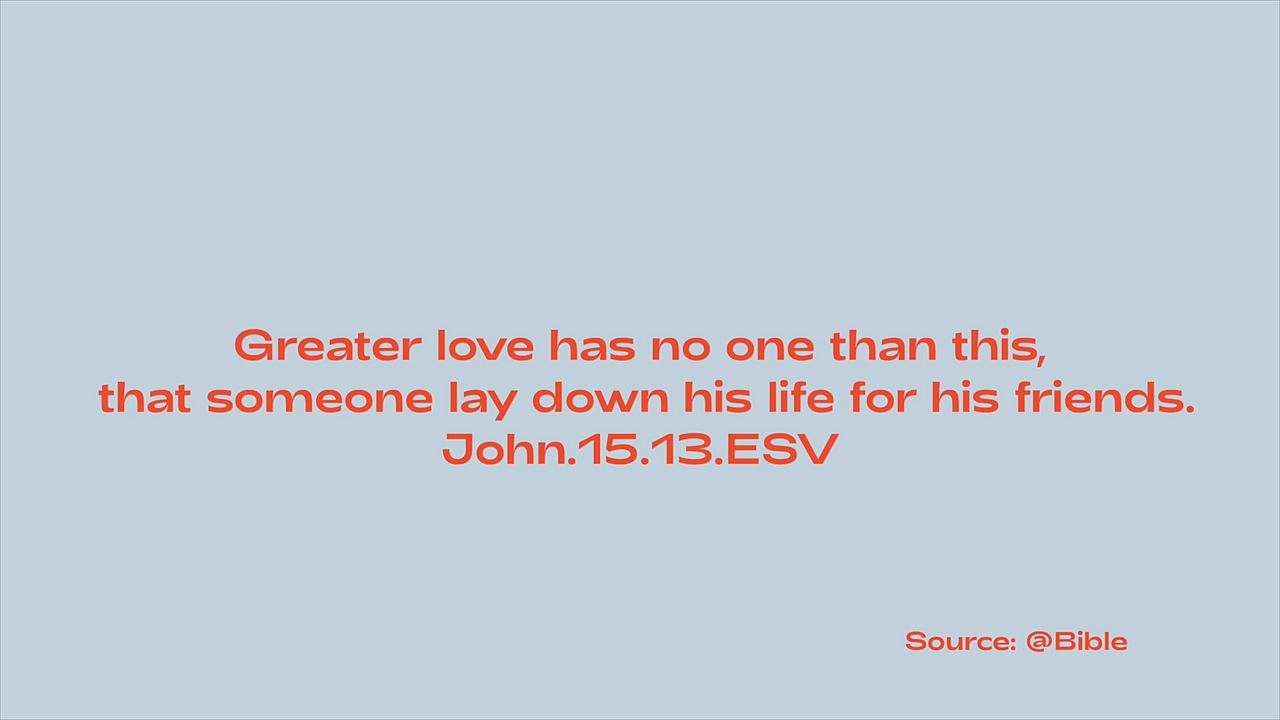 Greater love has no one than this,
that someone lay down his life for his friends.
John.15.13.ESV
Source: @Bible